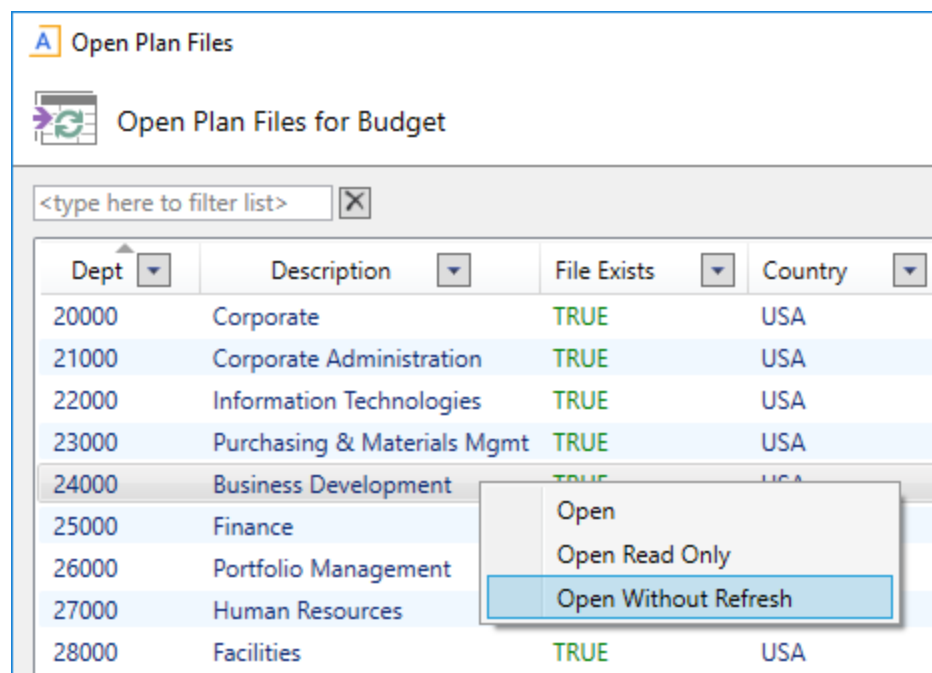 A Open Plan Files
Open Plan Files for Budget
<type here to filter list>
Dept Description File Exists Country
20000 Corporate TRUE USA
21000 Corporate Administration TRUE USA
22000 Information Technologies TRUE USA
23000 Purchasing & Materials Mgmt TRUE USA
24000 Business Development TRUE USA
Open
25000 Finance
Open Read Only
26000 Portfolio Management
Open Without Refresh
27000 Human Resources
28000 Facilities TRUE USA